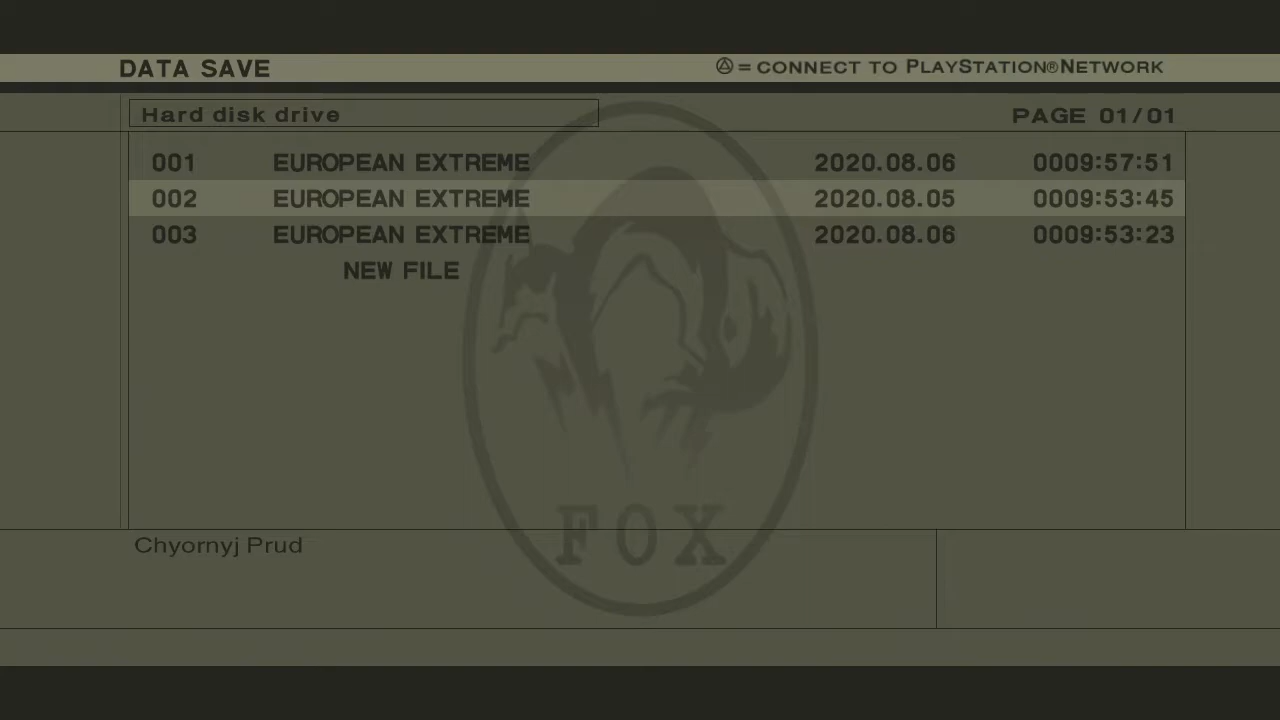 DATA SAVE
Ⓐ = CONNECT TO PLAYSTATION®NETWORK
Hard disk drive
PAGE 01/01
001 EUROPEAN EXTREME 2020.08.06 0009:57:51
002 EUROPEAN EXTREME 2020.08.05 0009:53:45
003 EUROPEAN EXTREME 2020.08.06 0009:53:23
NEW FILE
FOX
Chyornyj Prud